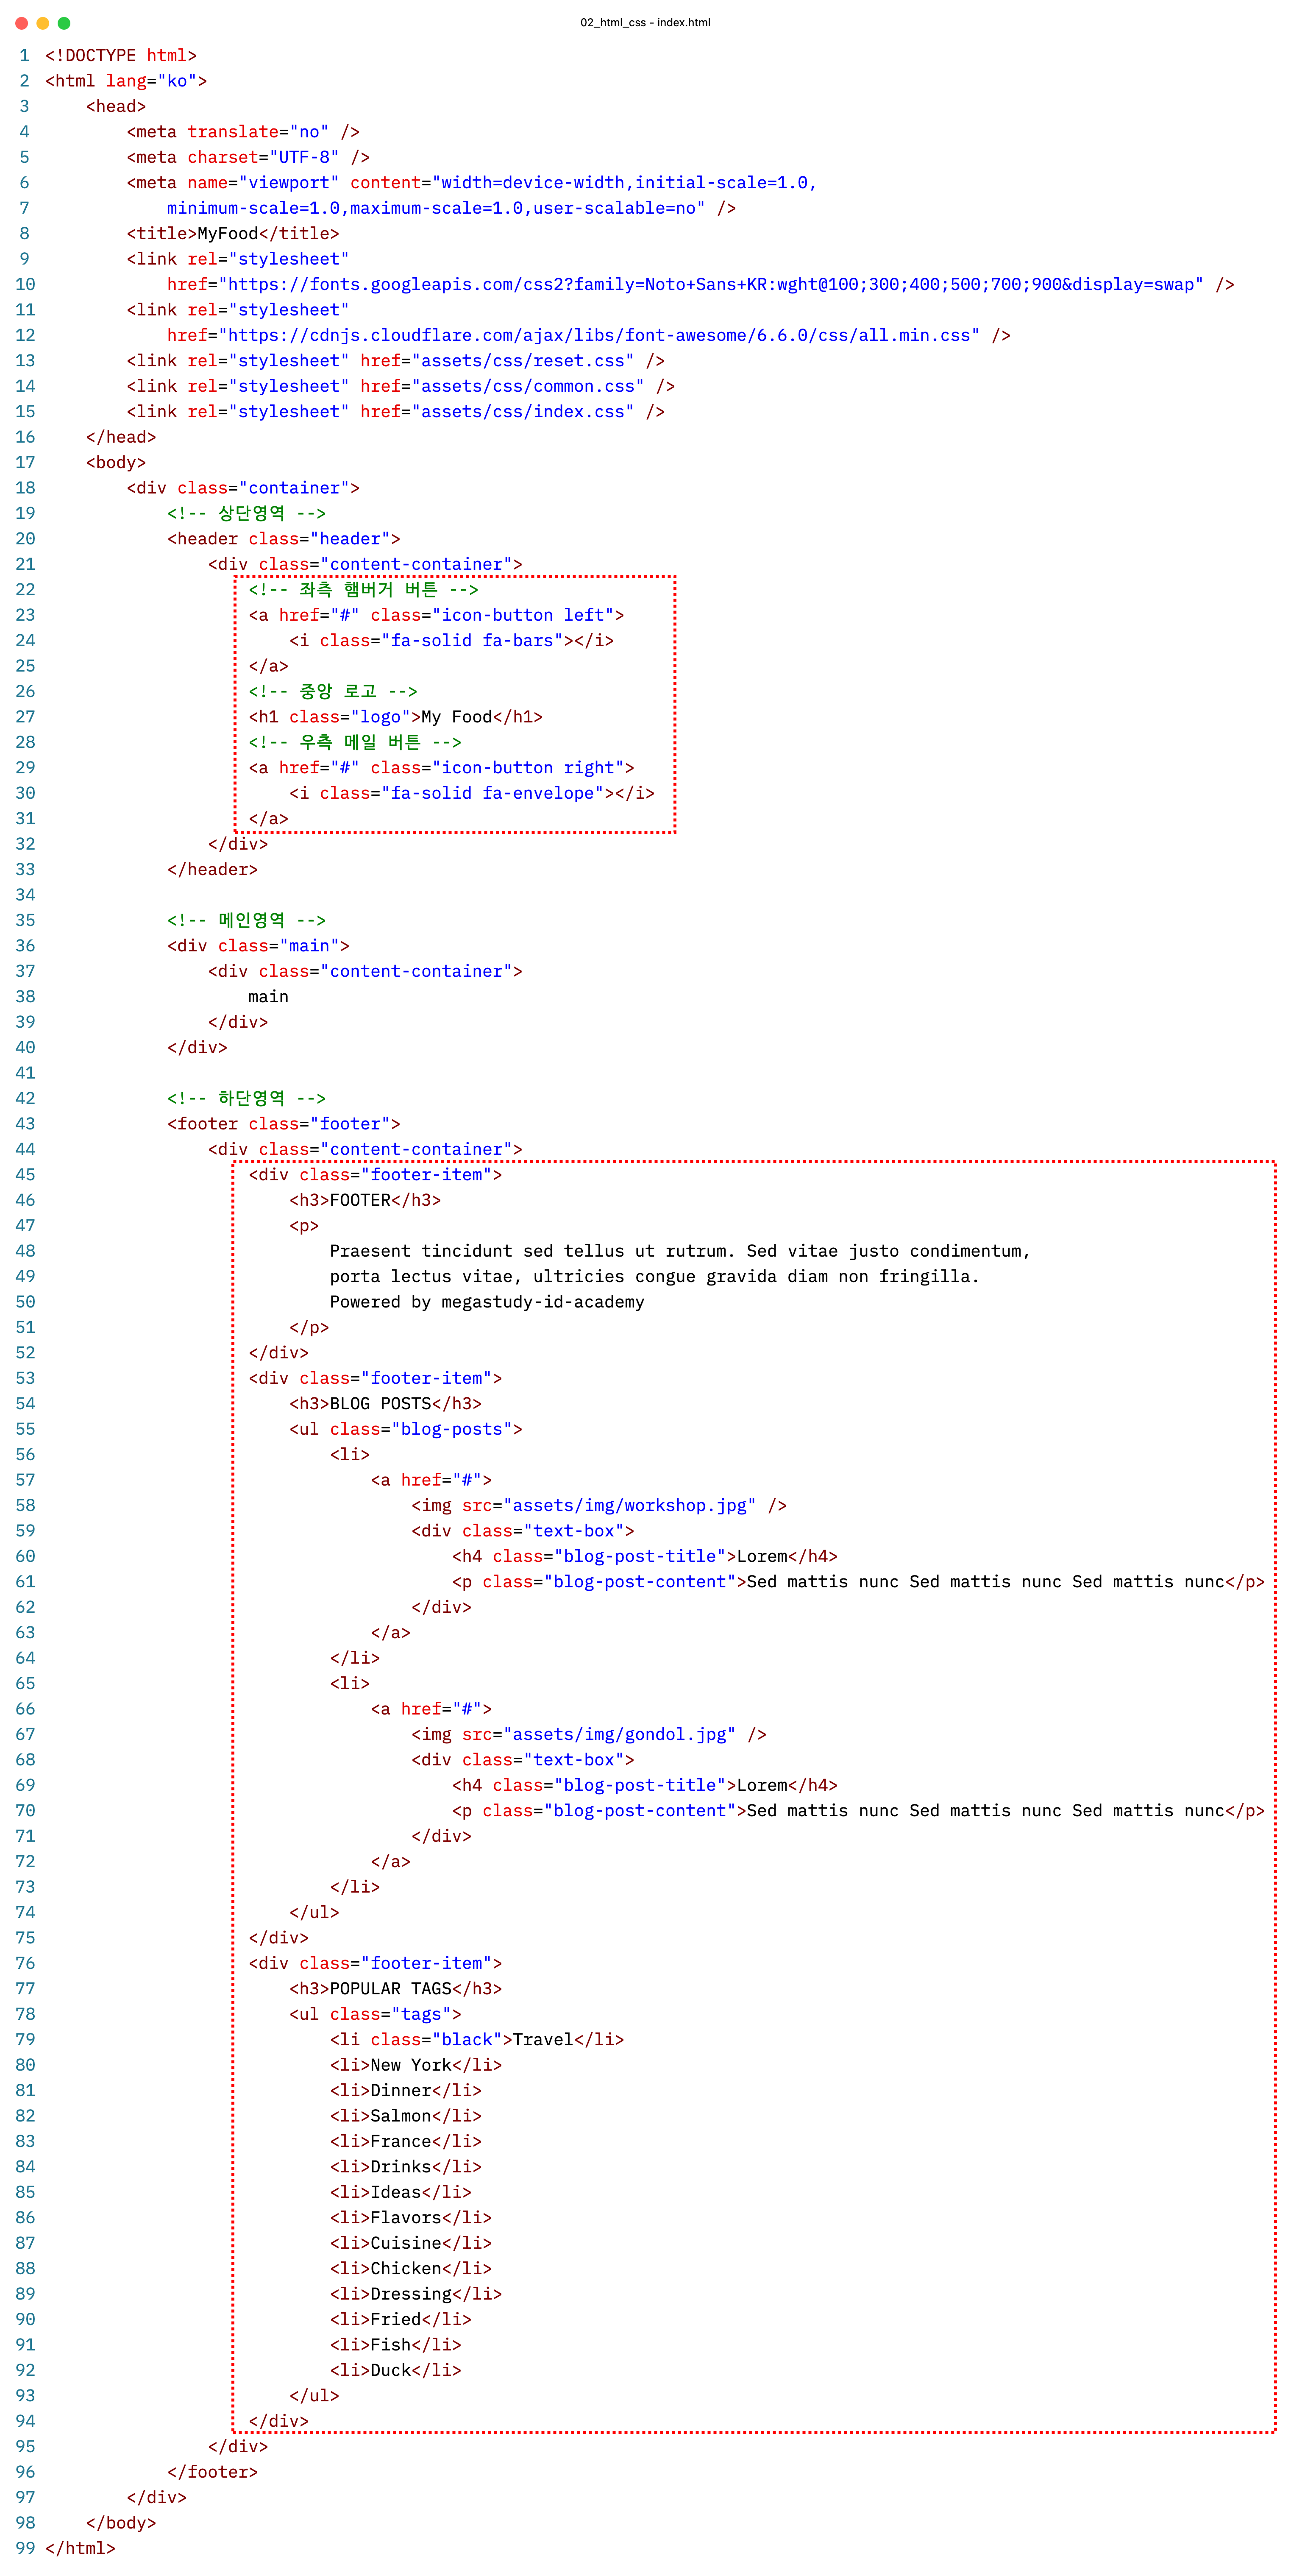 02_html_css - index.html
1 <!DOCTYPE html>
2 <html lang="ko">
3     <head>
4         <meta translate="no" />
5         <meta charset="UTF-8" />
6         <meta name="viewport" content="width=device-width,initial-scale=1.0,
7             minimum-scale=1.0,maximum-scale=1.0,user-scalable=no" />
8         <title>MyFood</title>
9         <link rel="stylesheet"
10             href="https://fonts.googleapis.com/css2?family=Noto+Sans+KR:wght@100;300;400;500;700;900&display=swap" />
11         <link rel="stylesheet"
12             href="https://cdnjs.cloudflare.com/ajax/libs/font-awesome/6.6.0/css/all.min.css" />
13         <link rel="stylesheet" href="assets/css/reset.css" />
14         <link rel="stylesheet" href="assets/css/common.css" />
15         <link rel="stylesheet" href="assets/css/index.css" />
16     </head>
17     <body>
18         <div class="container">
19             <!-- 상단영역 -->
20             <header class="header">
21                 <div class="content-container">
22                     <!-- 좌측 햄버거 버튼 -->
23                     <a href="#" class="icon-button left">
24                         <i class="fa-solid fa-bars"></i>
25                     </a>
26                     <!-- 중앙 로고 -->
27                     <h1 class="logo">My Food</h1>
28                     <!-- 우측 메일 버튼 -->
29                     <a href="#" class="icon-button right">
30                         <i class="fa-solid fa-envelope"></i>
31                     </a>
32                 </div>
33             </header>
34
35             <!-- 메인영역 -->
36             <div class="main">
37                 <div class="content-container">
38                     main
39                 </div>
40             </div>
41
42             <!-- 하단영역 -->
43             <footer class="footer">
44                 <div class="content-container">
45                     <div class="footer-item">
46                         <h3>FOOTER</h3>
47                         <p>
48                             Praesent tincidunt sed tellus ut rutrum. Sed vitae justo condimentum,
49                             porta lectus vitae, ultricies congue gravida diam non fringilla.
50                             Powered by megastudy-id-academy
51                         </p>
52                     </div>
53                     <div class="footer-item">
54                         <h3>BLOG POSTS</h3>
55                         <ul class="blog-posts">
56                             <li>
57                                 <a href="#">
58                                     <img src="assets/img/workshop.jpg" />
59                                     <div class="text-box">
60                                         <h4 class="blog-post-title">Lorem</h4>
61                                         <p class="blog-post-content">Sed mattis nunc Sed mattis nunc Sed mattis nunc</p>
62                                     </div>
63                                 </a>
64                             </li>
65                             <li>
66                                 <a href="#">
67                                     <img src="assets/img/gondol.jpg" />
68                                     <div class="text-box">
69                                         <h4 class="blog-post-title">Lorem</h4>
70                                         <p class="blog-post-content">Sed mattis nunc Sed mattis nunc Sed mattis nunc</p>
71                                     </div>
72                                 </a>
73                             </li>
74                         </ul>
75                     </div>
76                     <div class="footer-item">
77                         <h3>POPULAR TAGS</h3>
78                         <ul class="tags">
79                             <li class="black">Travel</li>
80                             <li>New York</li>
81                             <li>Dinner</li>
82                             <li>Salmon</li>
83                             <li>France</li>
84                             <li>Drinks</li>
85                             <li>Ideas</li>
86                             <li>Flavors</li>
87                             <li>Cuisine</li>
88                             <li>Chicken</li>
89                             <li>Dressing</li>
90                             <li>Fried</li>
91                             <li>Fish</li>
92                             <li>Duck</li>
93                         </ul>
94                     </div>
95                 </div>
96             </footer>
97         </div>
98     </body>
99 </html>